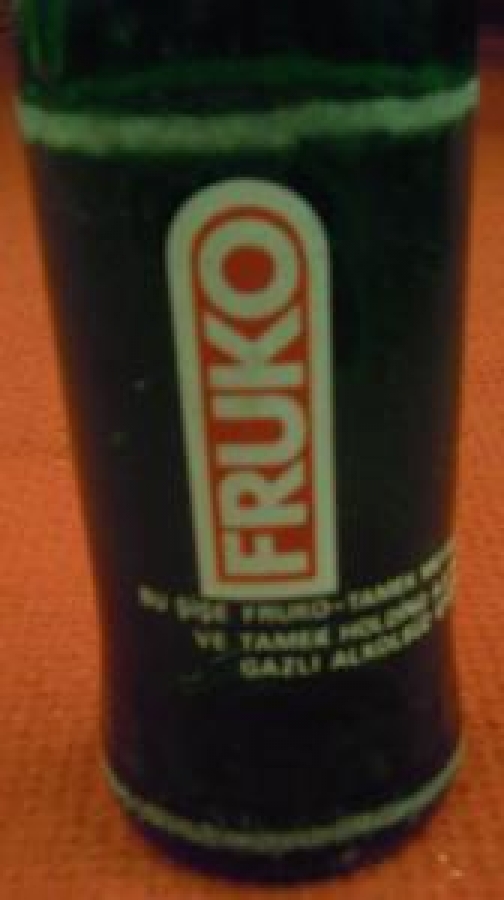 FRUKO
BU ŞİŞE FRUKO-TAMEK
VE TAMEK HOLDİNG
GAZLI ALKOLSÜZ